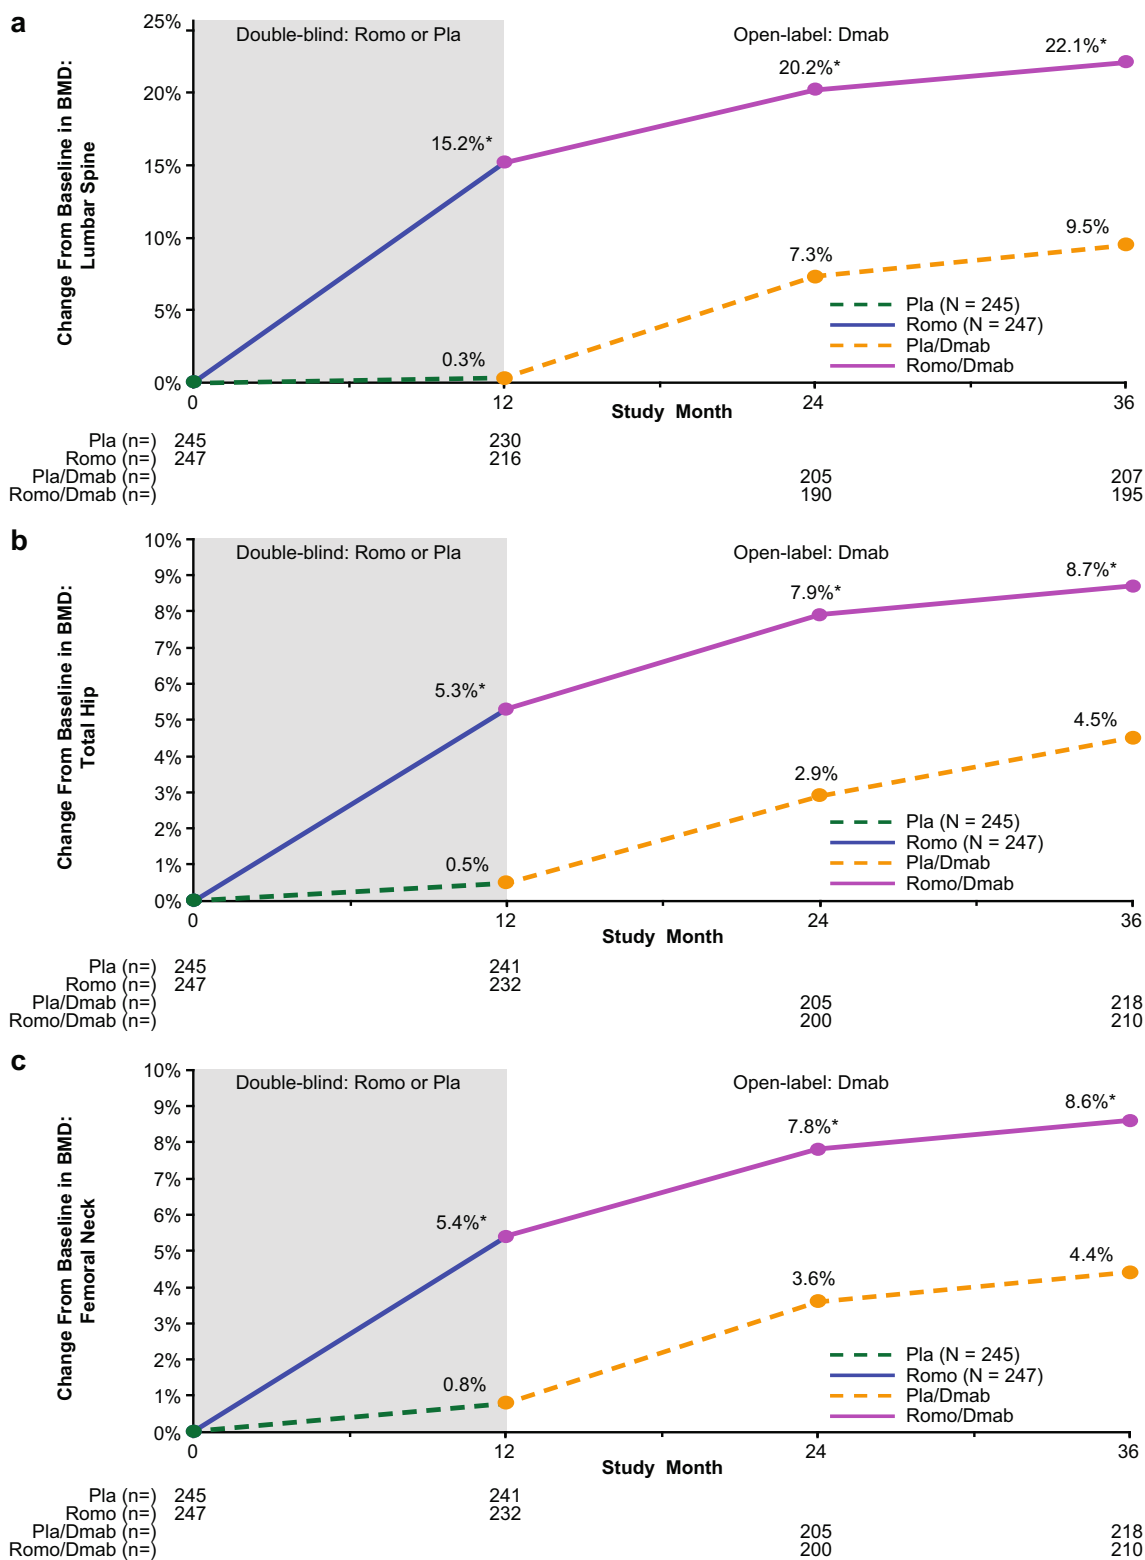 a
Change From Baseline in BMD:
Lumbar Spine
Double-blind: Romo or Pla
Open-label: Dmab
25%
20%
15%
10%
5%
0%
15.2%*
20.2%*
22.1%*
0.3%
7.3%
9.5%
Pla (N = 245)
Romo (N = 247)
Pla/Dmab
Romo/Dmab
0 12 24 36
Study Month
Pla (n=) 245 230
Romo (n=) 247 216
Pla/Dmab (n=) 205 207
Romo/Dmab (n=) 190 195
b
Change From Baseline in BMD:
Total Hip
Double-blind: Romo or Pla
Open-label: Dmab
10%
9%
8%
7%
6%
5%
4%
3%
2%
1%
0%
5.3%*
7.9%*
8.7%*
0.5%
2.9%
4.5%
Pla (N = 245)
Romo (N = 247)
Pla/Dmab
Romo/Dmab
0 12 24 36
Study Month
Pla (n=) 245 241
Romo (n=) 247 232
Pla/Dmab (n=) 205 218
Romo/Dmab (n=) 200 210
c
Change From Baseline in BMD:
Femoral Neck
Double-blind: Romo or Pla
Open-label: Dmab
10%
9%
8%
7%
6%
5%
4%
3%
2%
1%
0%
5.4%*
7.8%*
8.6%*
0.8%
3.6%
4.4%
Pla (N = 245)
Romo (N = 247)
Pla/Dmab
Romo/Dmab
0 12 24 36
Study Month
Pla (n=) 245 241
Romo (n=) 247 232
Pla/Dmab (n=) 205 218
Romo/Dmab (n=) 200 210